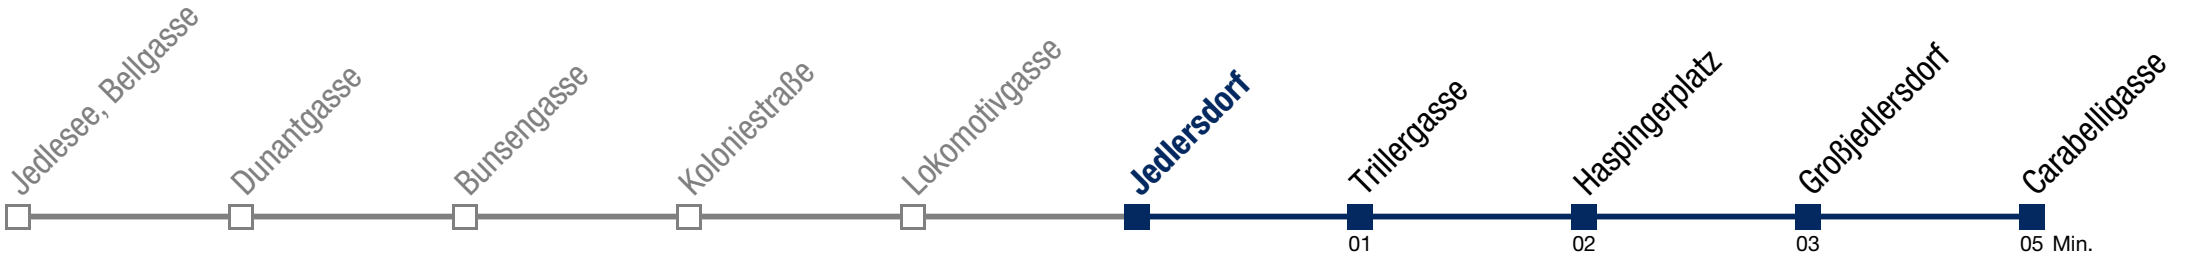 Jedlesee, Bellgasse
Dunantgasse
Bunsengasse
Koloniestraße
Lokomotivgasse
Jedlersdorf
Trillergasse
Haspingerplatz
Großjedlersdorf
Carabelligasse
01
02
03
05 Min.